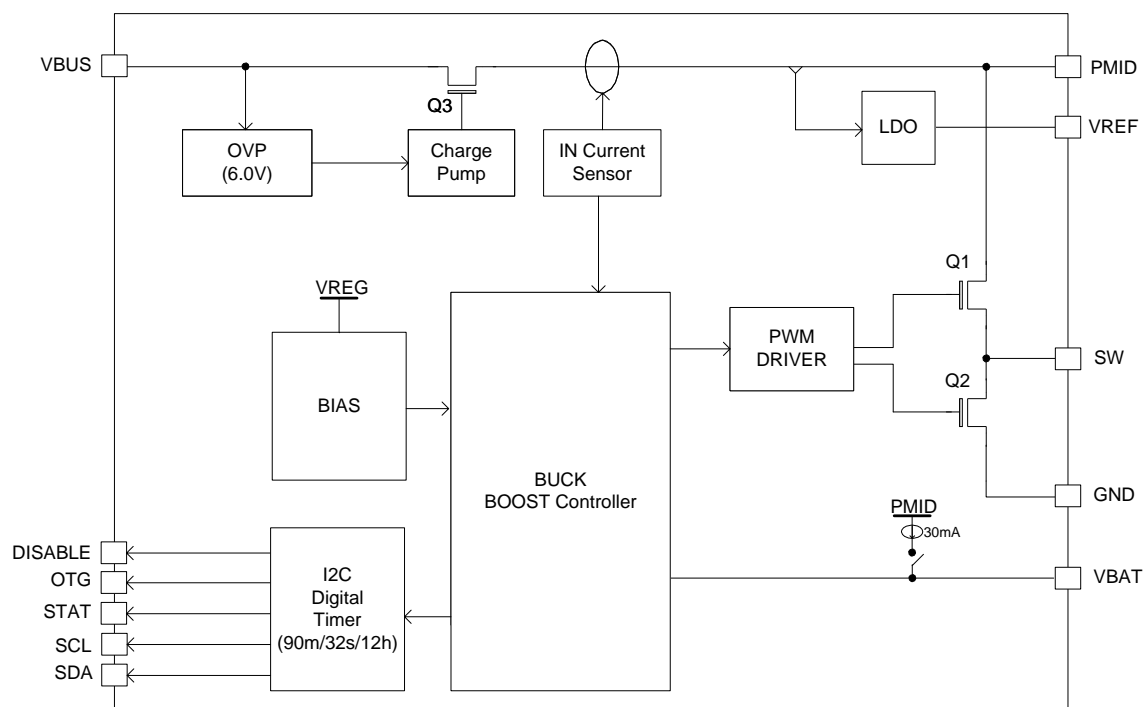 VBUS
PMID
Q3
LDO
VREF
OVP
(6.0V)
Charge
Pump
IN Current
Sensor
Q1
VREG
PWM
DRIVER
SW
Q2
BIAS
BUCK
BOOST Controller
GND
PMID
30mA
DISABLE
OTG
STAT
SCL
SDA
I2C
Digital
Timer
(90m/32s/12h)
VBAT